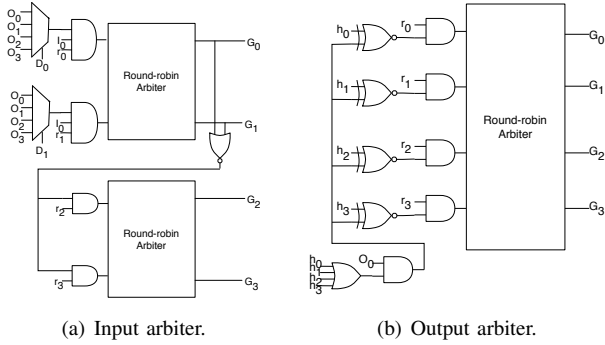 O0
O1
O2
O3
D0
I0
r0
Round-robin
Arbiter
G0
O0
O1
O2
O3
D1
I0
r1
G1
r2
r3
Round-robin
Arbiter
G2
G3
(a) Input arbiter.
h0
r0
h1
r1
h2
r2
h3
r3
h0
h1
h2
h3
O0
Round-robin
Arbiter
G0
G1
G2
G3
(b) Output arbiter.